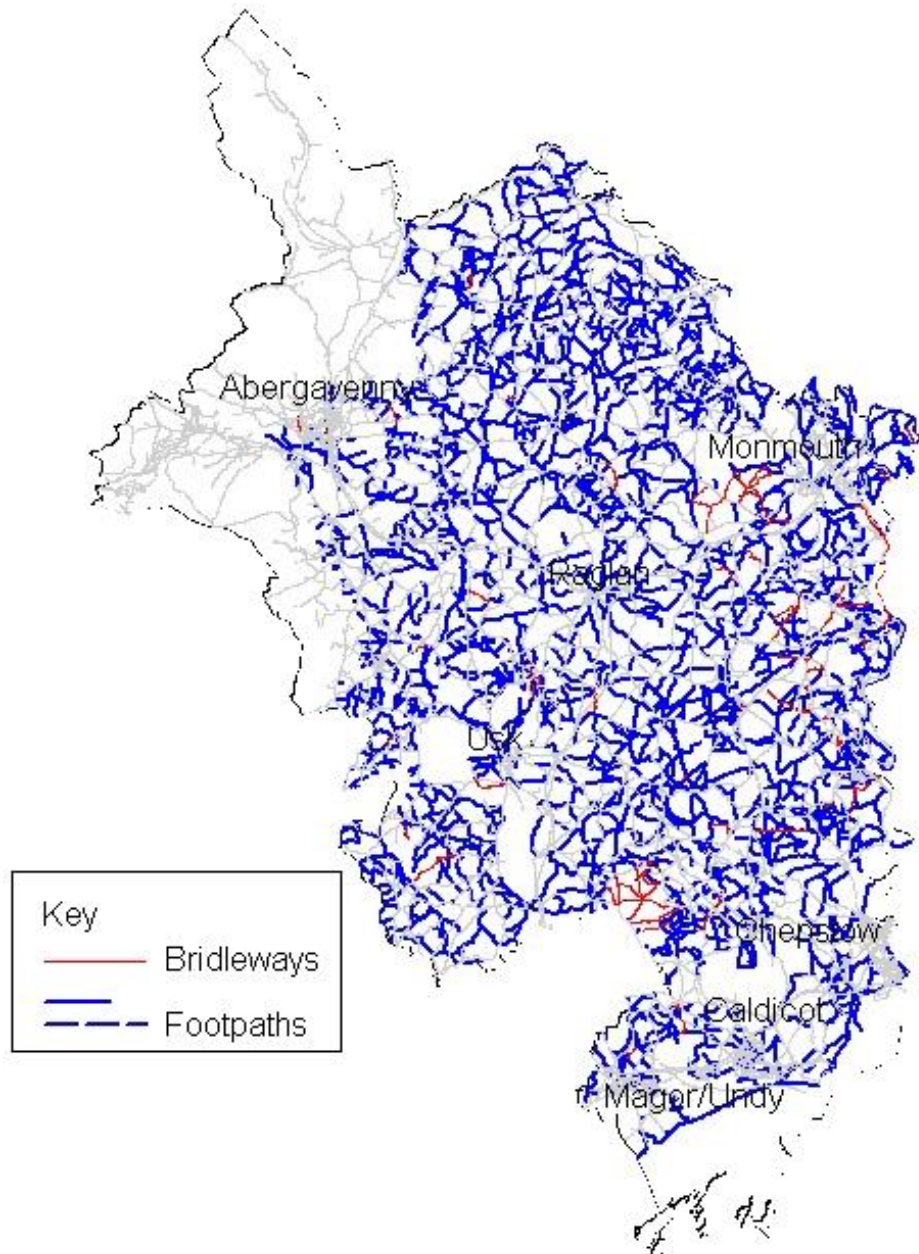 Abergavenny
Monmouth
Raglan
Usk
Key
Bridleways
Footpaths
Chepstow
Caldicot
Magor/Undy